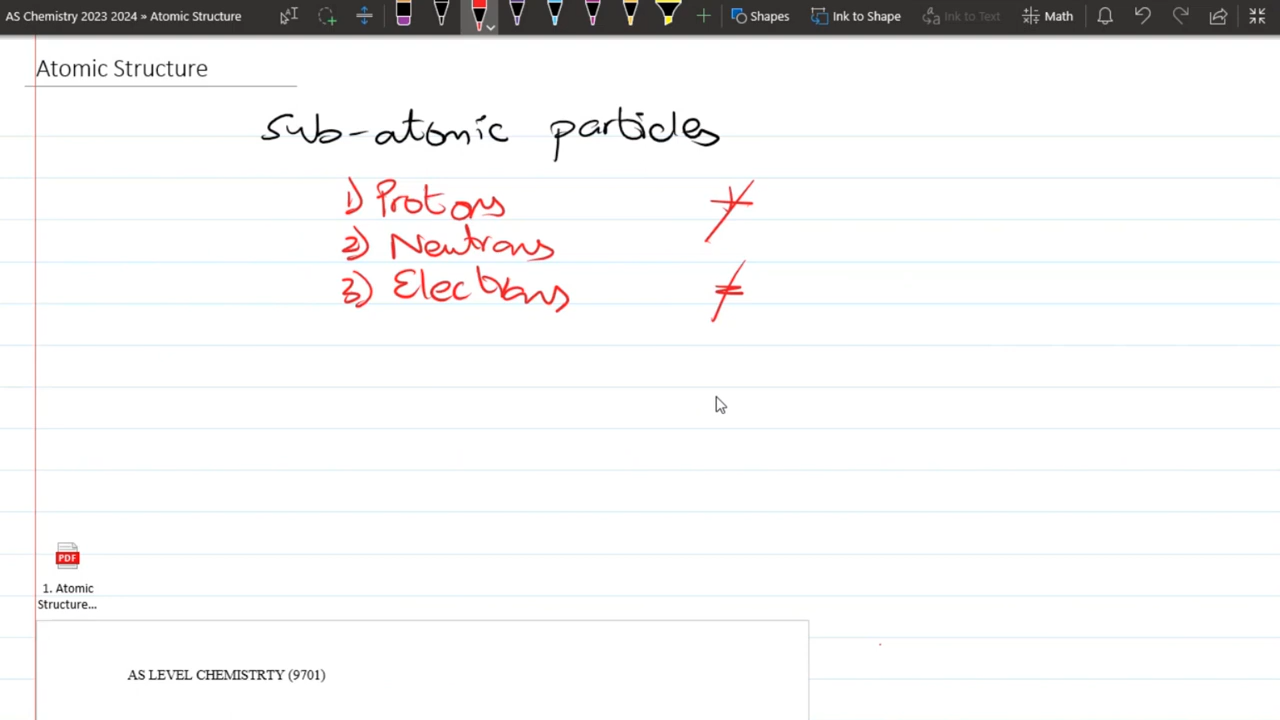 AS Chemistry 2023 2024 » Atomic Structure
Shapes
Ink to Shape
Ink to Text
Math
Atomic Structure
Sub-atomic particles
1) Protons +
2) Neutrons
3) Electrons =
PDF
1. Atomic
Structure...
AS LEVEL CHEMISTRTY (9701)